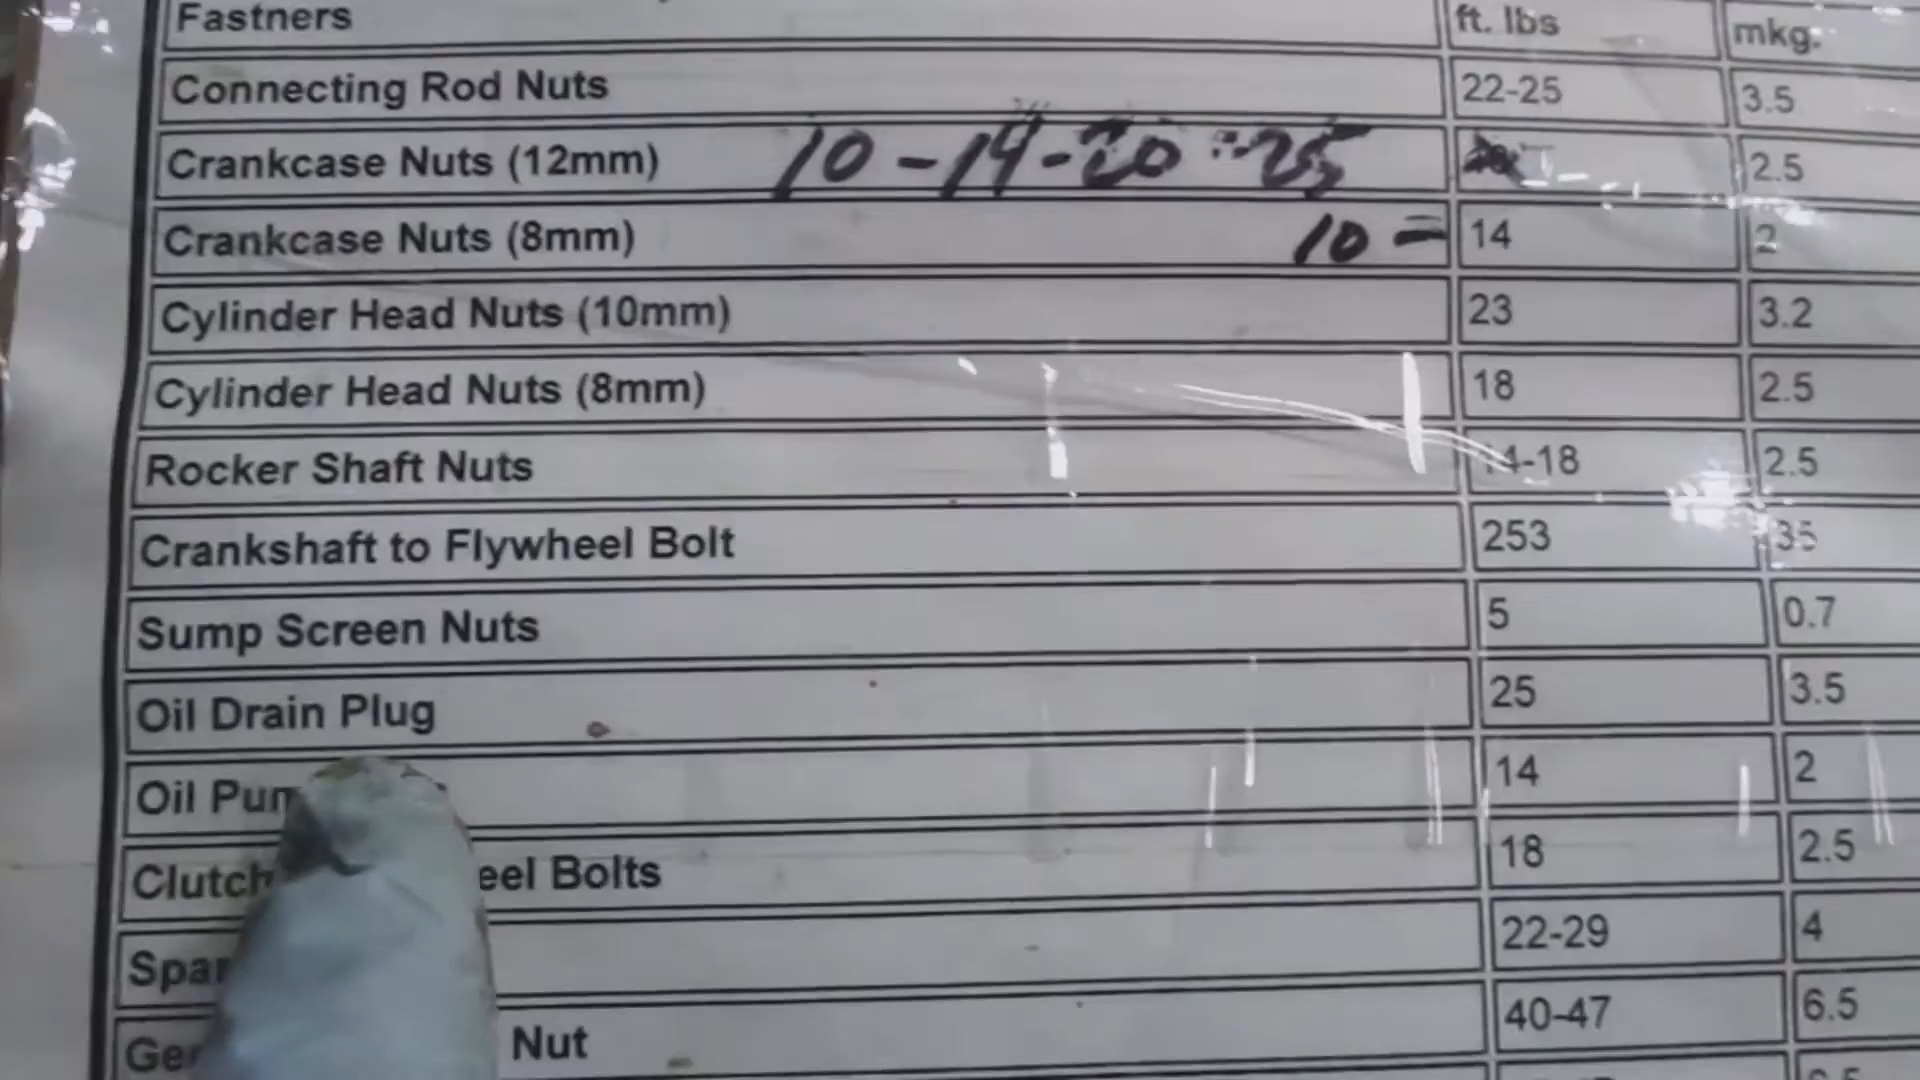 Fastners ft. lbs mkg.
Connecting Rod Nuts 22-25 3.5
Crankcase Nuts (12mm) 10-14-20-25 2.5
Crankcase Nuts (8mm) 10- 14 2
Cylinder Head Nuts (10mm) 23 3.2
Cylinder Head Nuts (8mm) 18 2.5
Rocker Shaft Nuts 14-18 2.5
Crankshaft to Flywheel Bolt 253 35
Sump Screen Nuts 5 0.7
Oil Drain Plug 25 3.5
Oil 14 2
Clutch Bolts 18 2.5
22-29 4
Nut 40-47 6.5